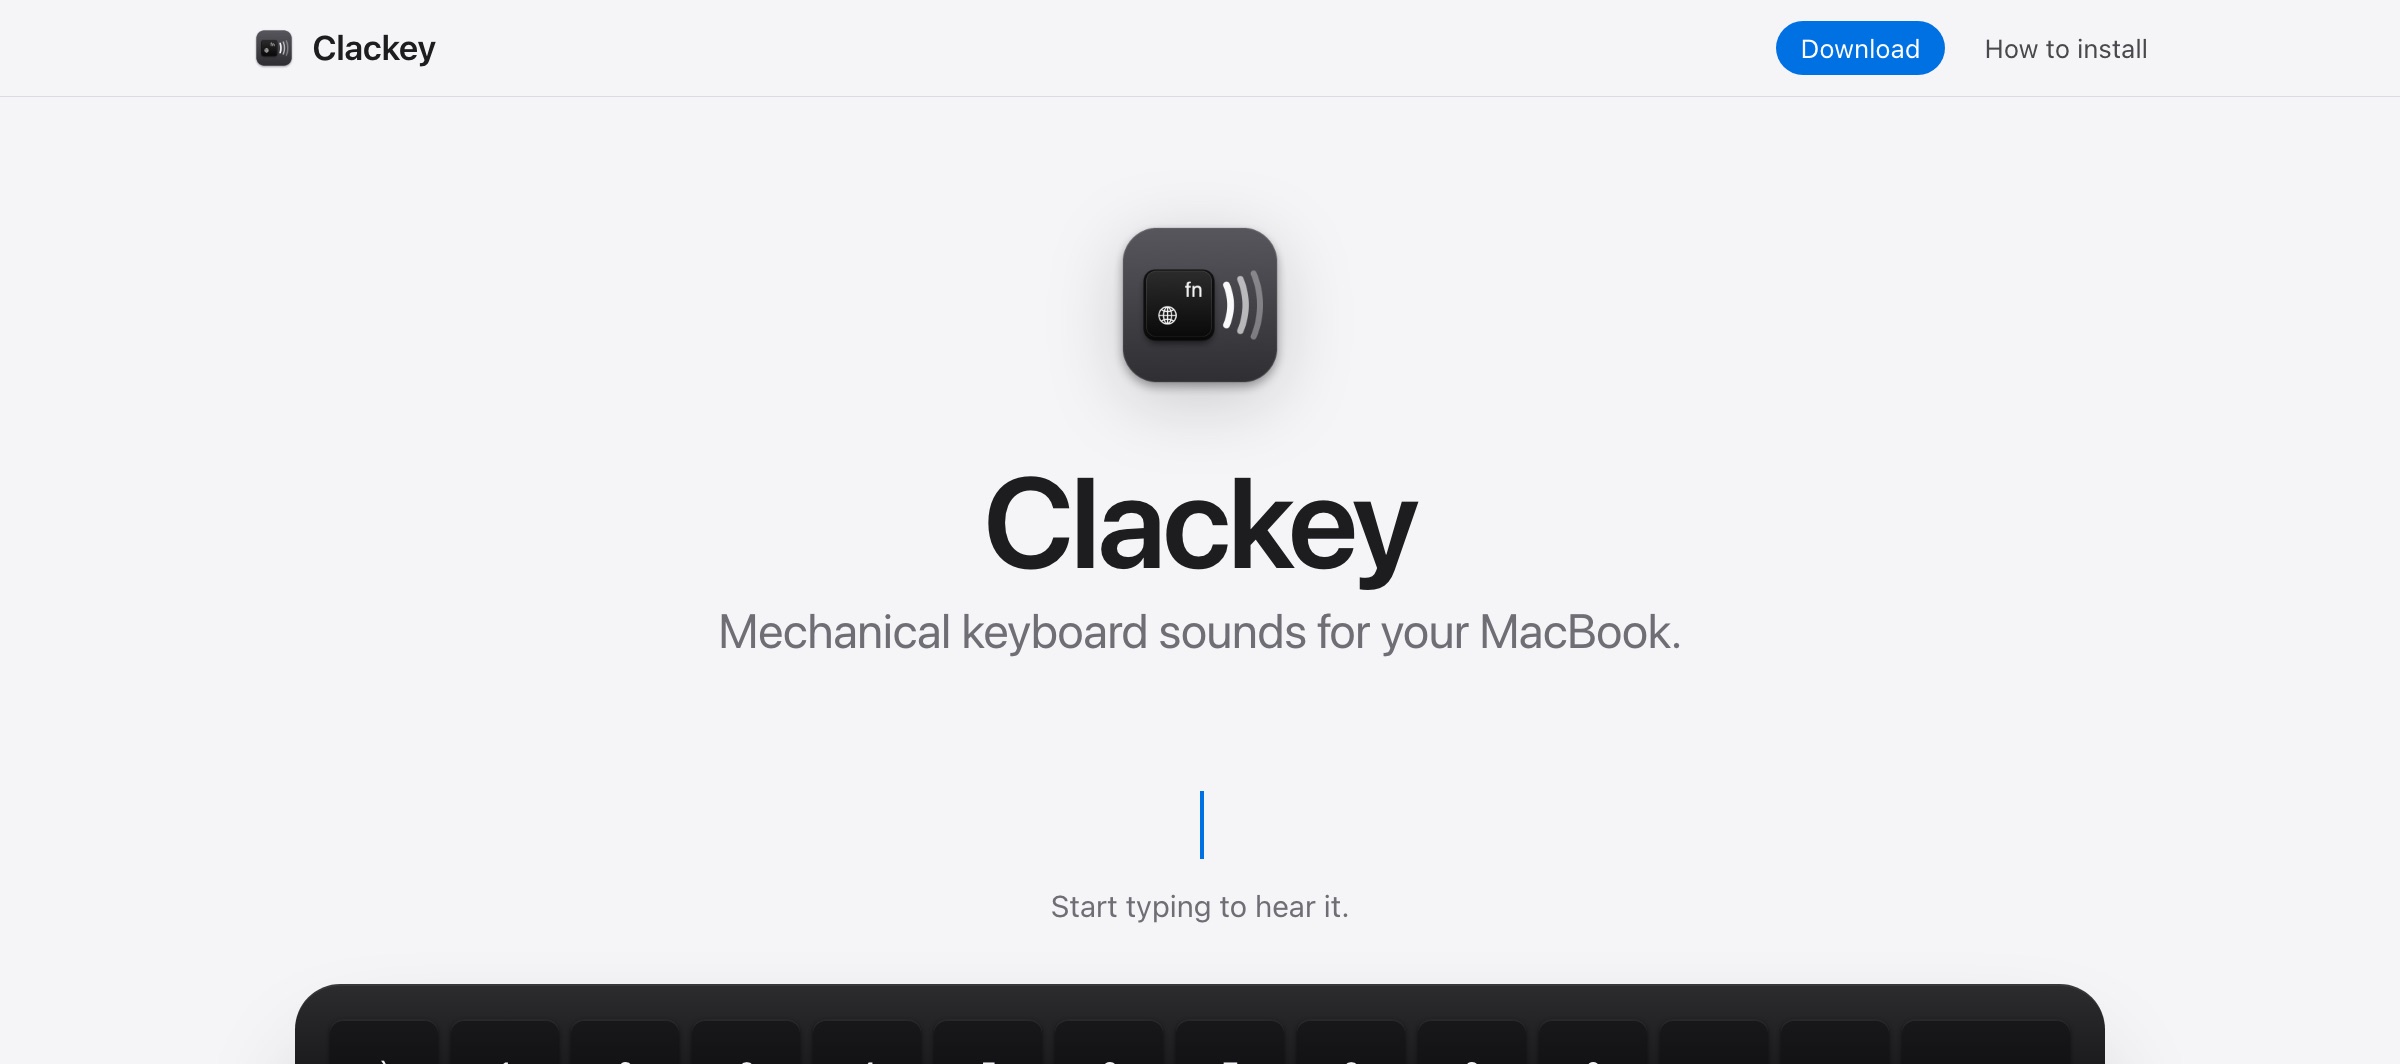 Clackey
Download
How to install
fn
Clackey
Mechanical keyboard sounds for your MacBook.
Start typing to hear it.